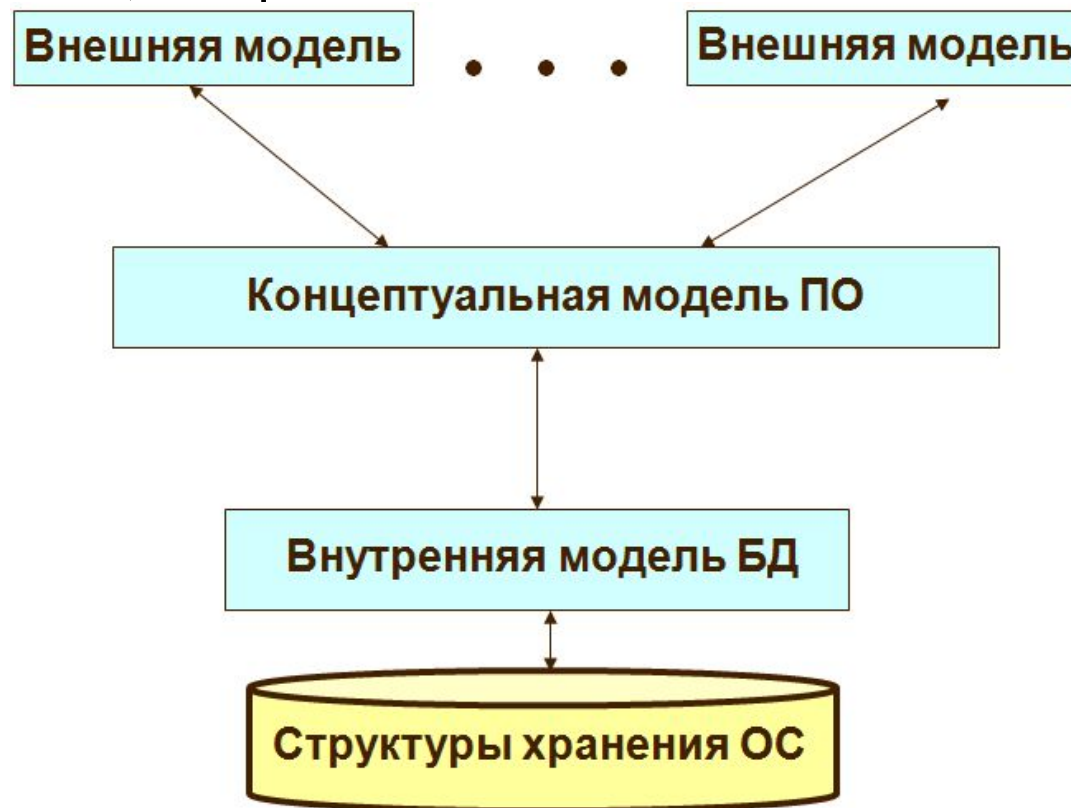 Внешняя модель
Внешняя модель
Концептуальная модель ПО
Внутренняя модель БД
Структуры хранения ОС